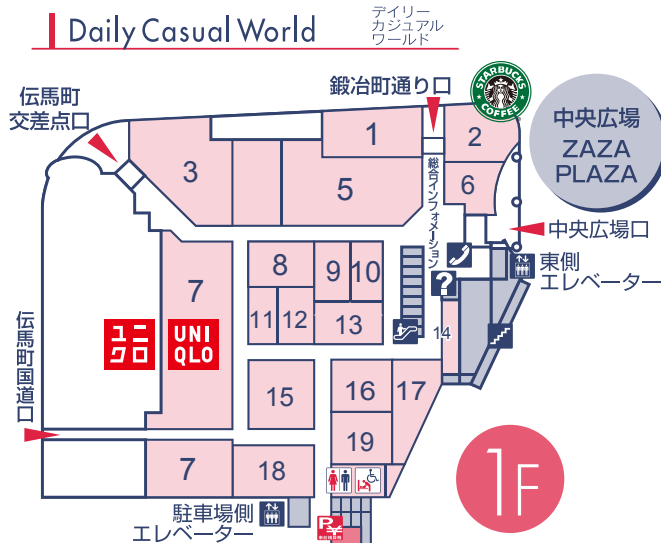 Daily Casual World
デイリー
カジュアル
ワールド
伝馬町
交差点口
鍛冶町通り口
STARBUCKS
COFFEE
中央広場
ZAZA
PLAZA
1
2
3
5
6
総合インフォメーション
中央広場口
東側
エレベーター
7
8
9
10
11
12
13
?
14
伝馬町国道口
ユニ
クロ
UNI
QLO
15
16
17
19
7
18
1F
駐車場側
エレベーター
P¥